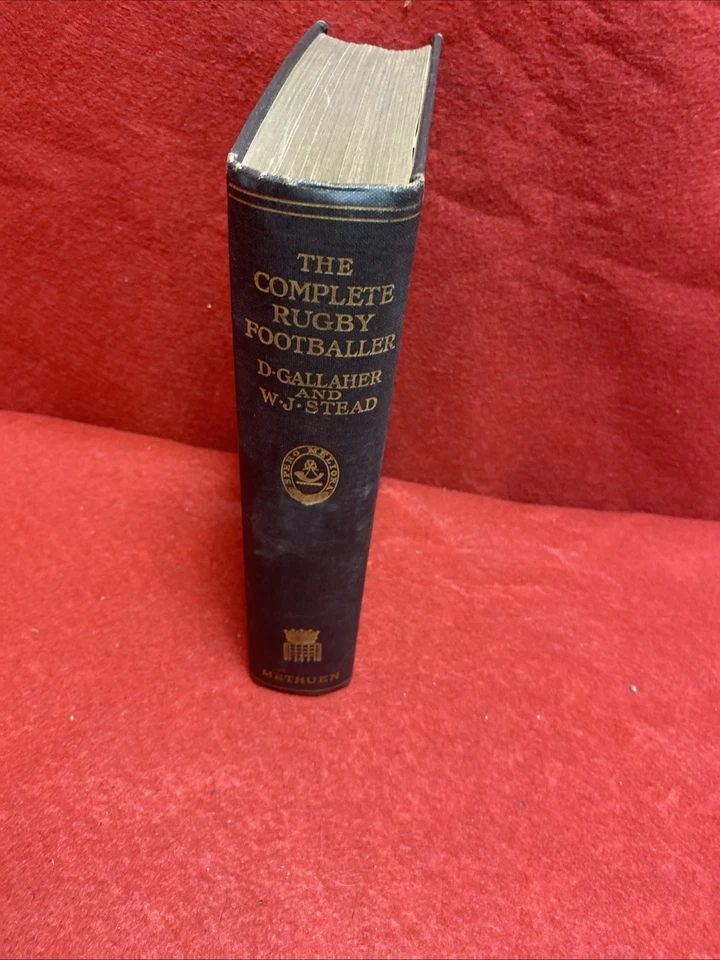 THE
COMPLETE
RUGBY
FOOTBALLER
D·GALLAHER
AND
W·J·STEAD
SPERO MELIORA
METHUEN